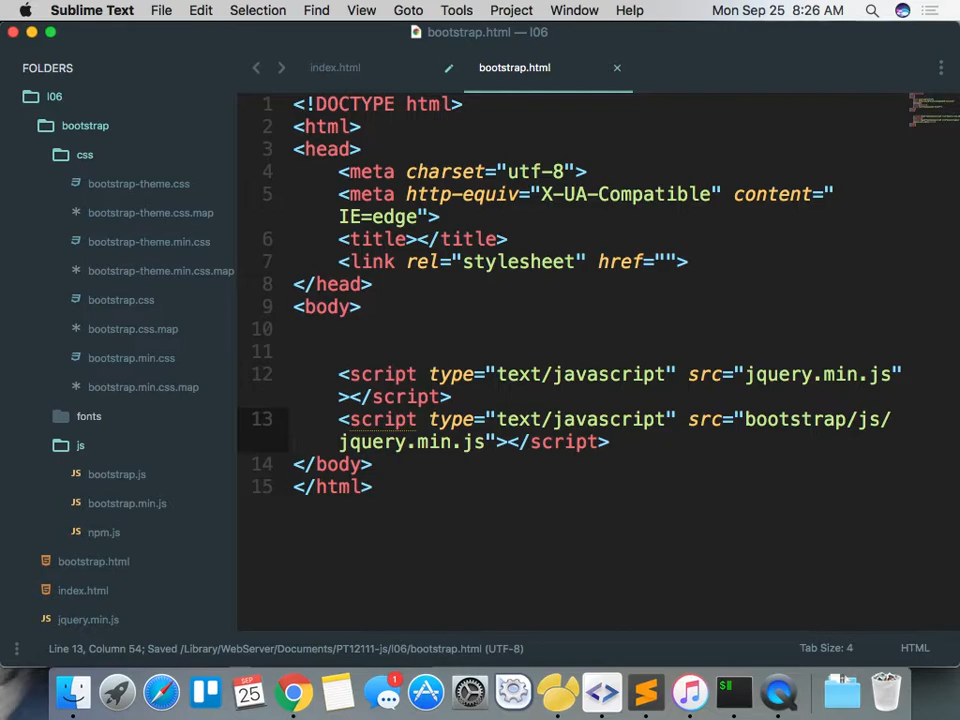 Sublime Text File Edit Selection Find View Goto Tools Project Window Help Mon Sep 25 8:26 AM
bootstrap.html — l06
FOLDERS
index.html bootstrap.html
l06
bootstrap
css
bootstrap-theme.css
bootstrap-theme.css.map
bootstrap-theme.min.css
bootstrap-theme.min.css.map
bootstrap.css
bootstrap.css.map
bootstrap.min.css
bootstrap.min.css.map
fonts
js
JS bootstrap.js
JS bootstrap.min.js
JS npm.js
bootstrap.html
index.html
JS jquery.min.js
1 <!DOCTYPE html>
2 <html>
3 <head>
4 <meta charset="utf-8">
5 <meta http-equiv="X-UA-Compatible" content="
IE=edge">
6 <title></title>
7 <link rel="stylesheet" href="">
8 </head>
9 <body>
10
11
12 <script type="text/javascript" src="jquery.min.js"
></script>
13 <script type="text/javascript" src="bootstrap/js/
jquery.min.js"></script>
14 </body>
15 </html>
Line 13, Column 54; Saved /Library/WebServer/Documents/PT12111-js/l06/bootstrap.html (UTF-8) Tab Size: 4 HTML
SEP
25
1
$